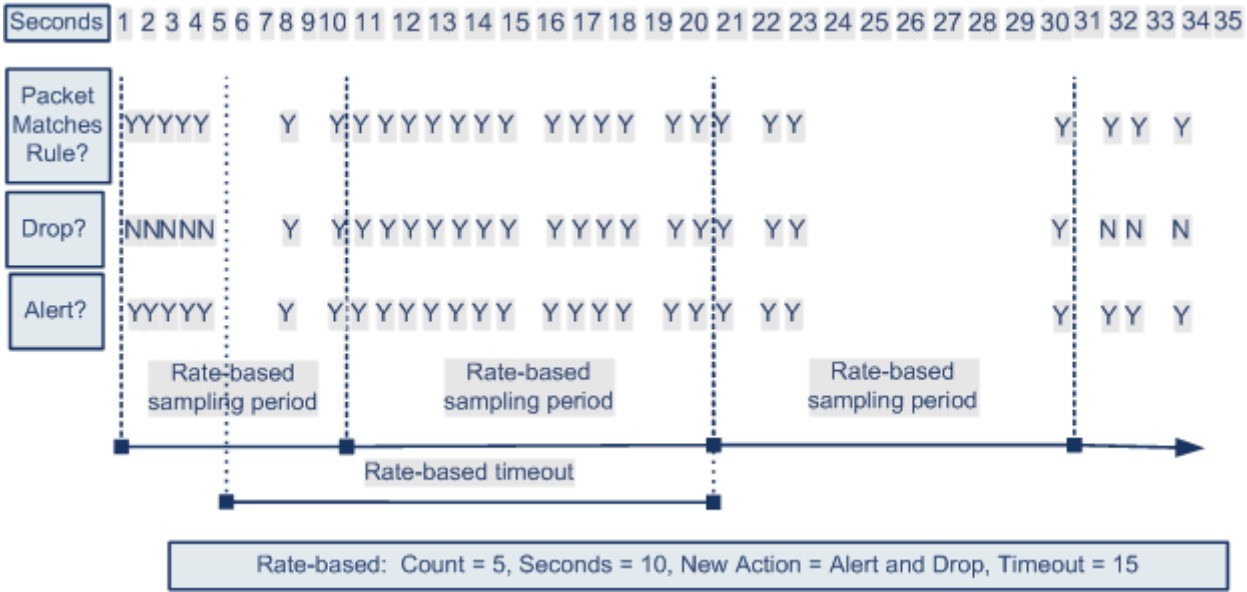 Seconds 1 2 3 4 5 6 7 8 9 10 11 12 13 14 15 16 17 18 19 20 21 22 23 24 25 26 27 28 29 30 31 32 33 34 35
Packet
Matches
Rule?
YYYYY Y Y Y Y Y Y Y Y Y Y Y Y Y Y Y Y Y Y Y Y Y Y
Drop?
NNNNN Y Y Y Y Y Y Y Y Y Y Y Y Y Y Y Y Y Y Y N N N
Alert?
YYYYY Y Y Y Y Y Y Y Y Y Y Y Y Y Y Y Y Y Y Y Y Y Y
Rate-based
sampling period
Rate-based
sampling period
Rate-based
sampling period
Rate-based timeout
Rate-based: Count = 5, Seconds = 10, New Action = Alert and Drop, Timeout = 15